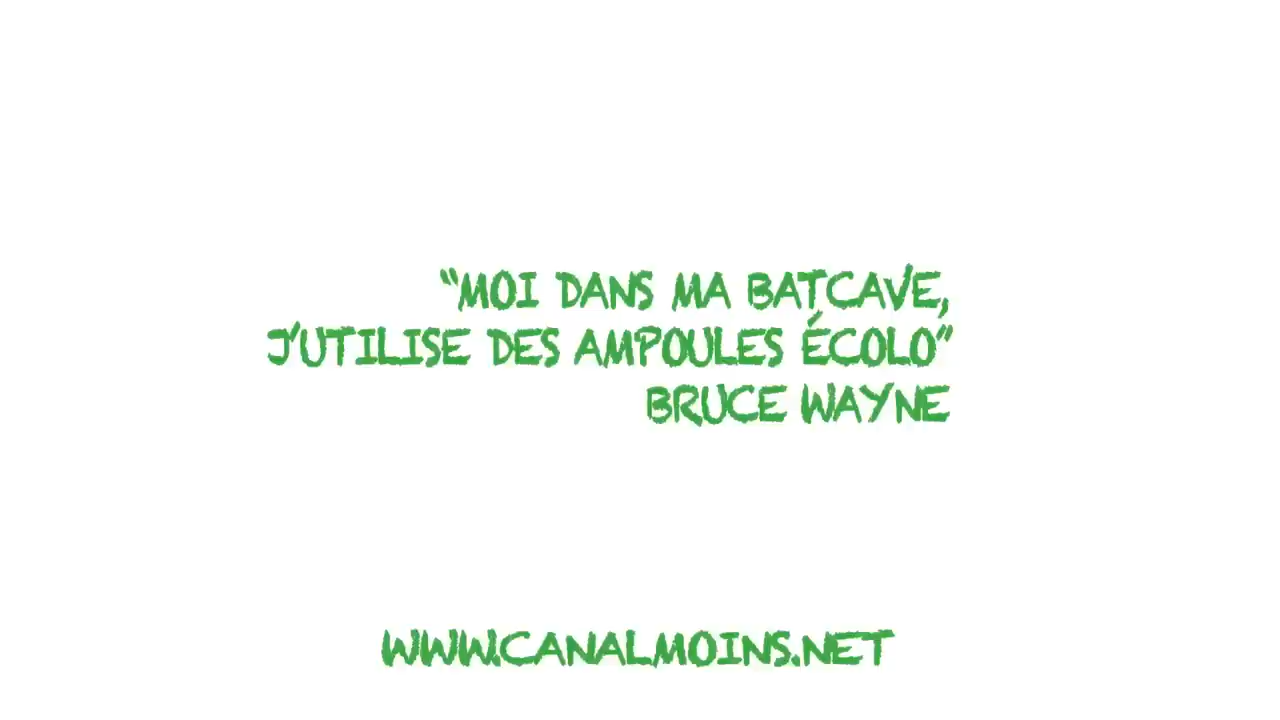 “MOI DANS MA BATCAVE,
J’UTILISE DES AMPOULES ÉCOLO”
BRUCE WAYNE
WWW.CANALMOINS.NET